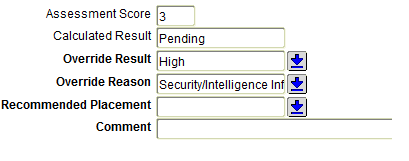 Assessment Score 3
Calculated Result Pending
Override Result High
Override Reason Security/Intelligence Inf
Recommended Placement
Comment